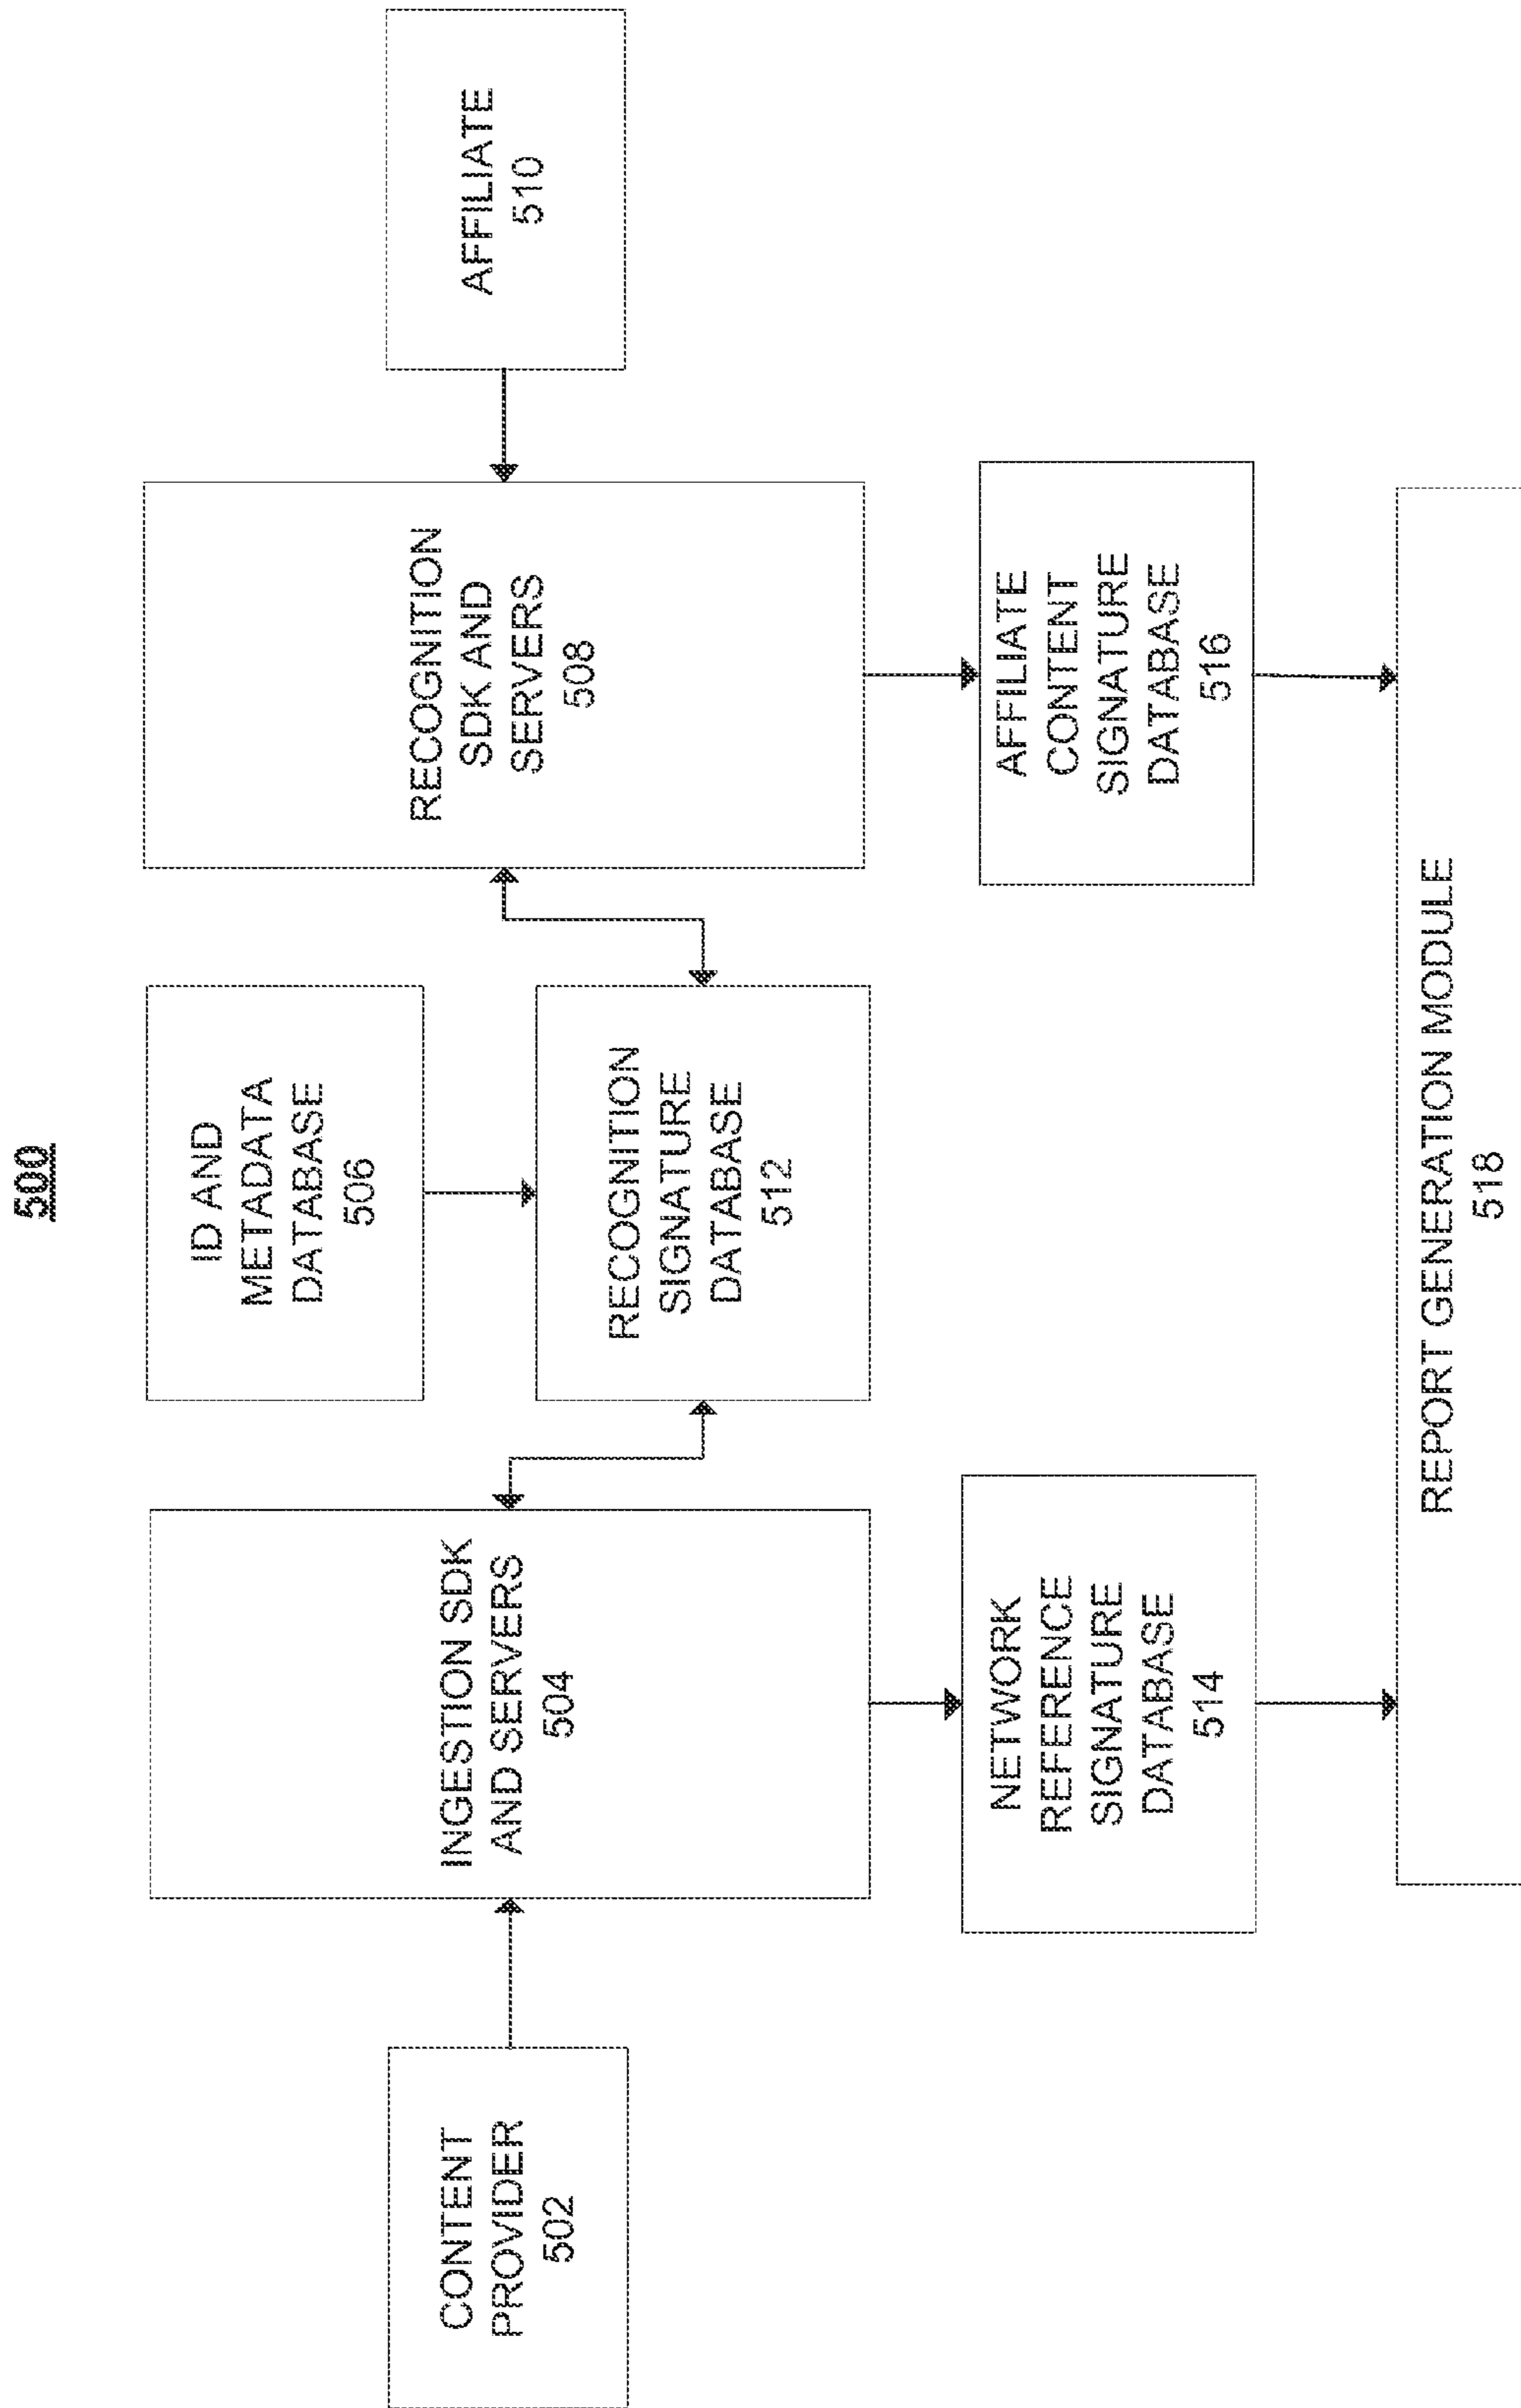 500
CONTENT
PROVIDER
502
INGESTION SDK
AND SERVERS
504
ID AND
METADATA
DATABASE
506
RECOGNITION
SIGNATURE
DATABASE
512
RECOGNITION
SDK AND
SERVERS
508
AFFILIATE
510
NETWORK
REFERENCE
SIGNATURE
DATABASE
514
AFFILIATE
CONTENT
SIGNATURE
DATABASE
516
REPORT GENERATION MODULE
518